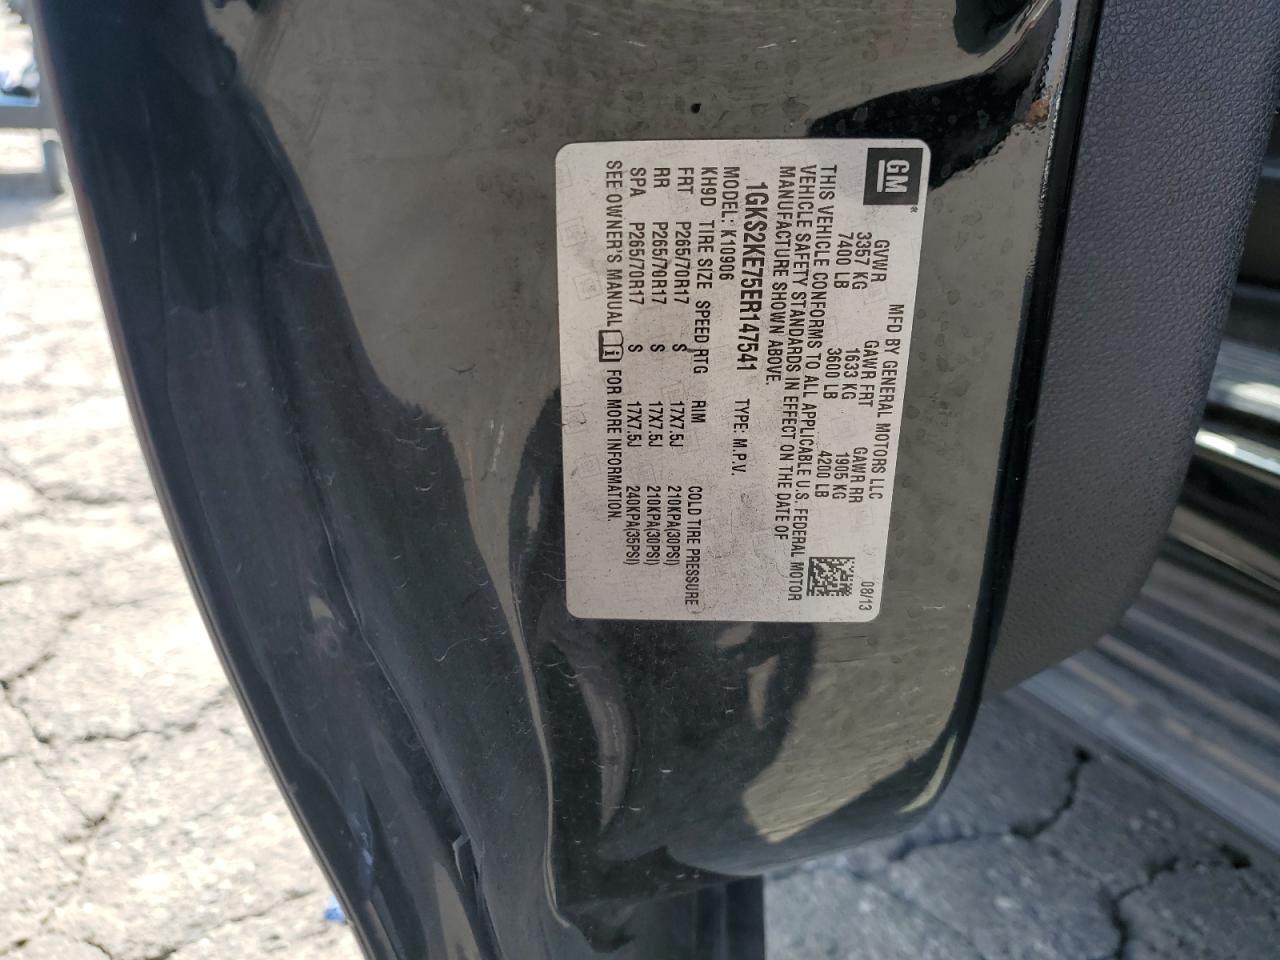 GM*
08/13
MFD BY GENERAL MOTORS LLC
GVWR GAWR FRT GAWR RR
3357 KG 1633 KG 1905 KG
7400 LB 3600 LB 4200 LB
THIS VEHICLE CONFORMS TO ALL APPLICABLE U.S. FEDERAL MOTOR
VEHICLE SAFETY STANDARDS IN EFFECT ON THE DATE OF
MANUFACTURE SHOWN ABOVE.
1GKS2KE75ER147541 TYPE: M.P.V.
MODEL: K10906
KH9D TIRE SIZE SPEED RTG RIM COLD TIRE PRESSURE
FRT P265/70R17 S 17X7.5J 210KPA(30PSI)
RR P265/70R17 S 17X7.5J 210KPA(30PSI)
SPA P265/70R17 S 17X7.5J 240KPA(35PSI)
SEE OWNER'S MANUAL i FOR MORE INFORMATION.